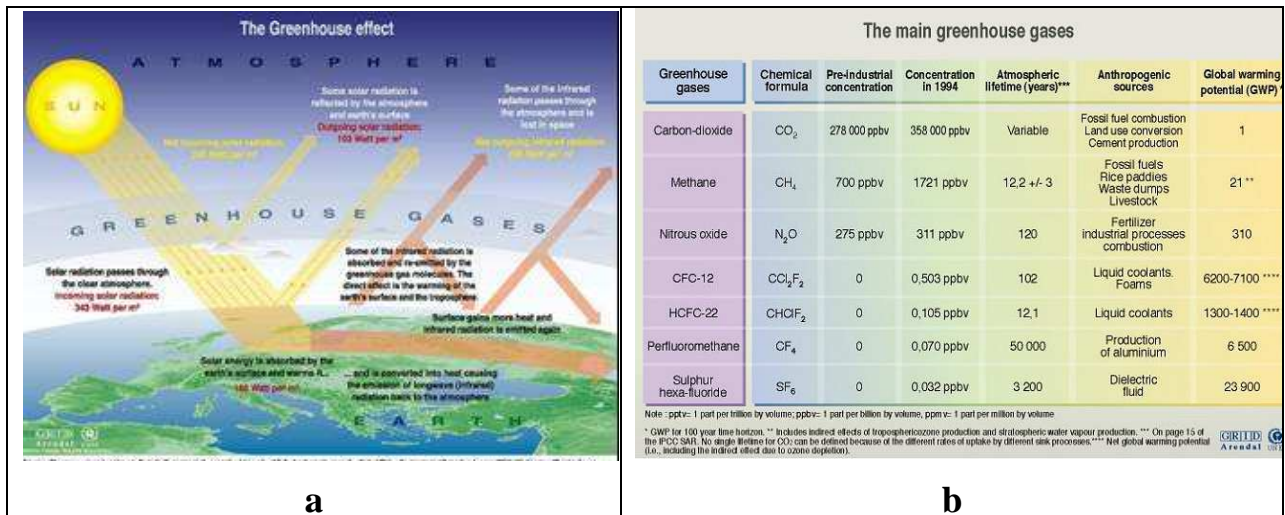 The Greenhouse effect
A T M O S P H E R E
S U N
Some solar radiation is
reflected by the atmosphere
and earth's surface
Outgoing solar radiation:
103 Watt per m²
Some of the infrared
radiation passes through
the atmosphere and is
lost in space
Net outgoing infrared radiation:
Net incoming solar radiation:
G R E E N H O U S E G A S E S
Solar radiation passes through
the clear atmosphere.
Incoming solar radiation:
343 Watt per m²
Some of the infrared radiation is
absorbed and re-emitted by the
greenhouse gas molecules. The
direct effect is the warming of the
earth's surface and the troposphere.
Surface gains more heat and
infrared radiation is emitted again.
Solar energy is absorbed by the
earth's surface and warms it...
168 Watt per m²
... and is converted into heat causing
the emission of longwave (infrared)
radiation back to the atmosphere
E A R T H
GRID
Arendal
a
The main greenhouse gases
Greenhouse gases Chemical formula Pre-industrial concentration Concentration in 1994 Atmospheric lifetime (years)*** Anthropogenic sources Global warming potential (GWP)*
Carbon-dioxide CO₂ 278 000 ppbv 358 000 ppbv Variable Fossil fuel combustion Land use conversion Cement production 1
Methane CH₄ 700 ppbv 1721 ppbv 12,2 +/- 3 Fossil fuels Rice paddies Waste dumps Livestock 21 **
Nitrous oxide N₂O 275 ppbv 311 ppbv 120 Fertilizer industrial processes combustion 310
CFC-12 CCl₂F₂ 0 0,503 ppbv 102 Liquid coolants. Foams 6200-7100 ****
HCFC-22 CHClF₂ 0 0,105 ppbv 12,1 Liquid coolants 1300-1400 ****
Perfluoromethane CF₄ 0 0,070 ppbv 50 000 Production of aluminium 6 500
Sulphur hexa-fluoride SF₆ 0 0,032 ppbv 3 200 Dielectric fluid 23 900
Note : pptv= 1 part per trillion by volume; ppbv= 1 part per billion by volume, ppmv= 1 part per million by volume
* GWP for 100 year time horizon. ** Includes indirect effects of tropospheric ozone production and stratospheric water vapour production. *** On page 15 of
the IPCC SAR. No single lifetime for CO₂ can be defined because of the different rates of uptake by different sink processes.**** Net global warming potential
(i.e., including the indirect effect due to ozone depletion).
GRID
Arendal
b